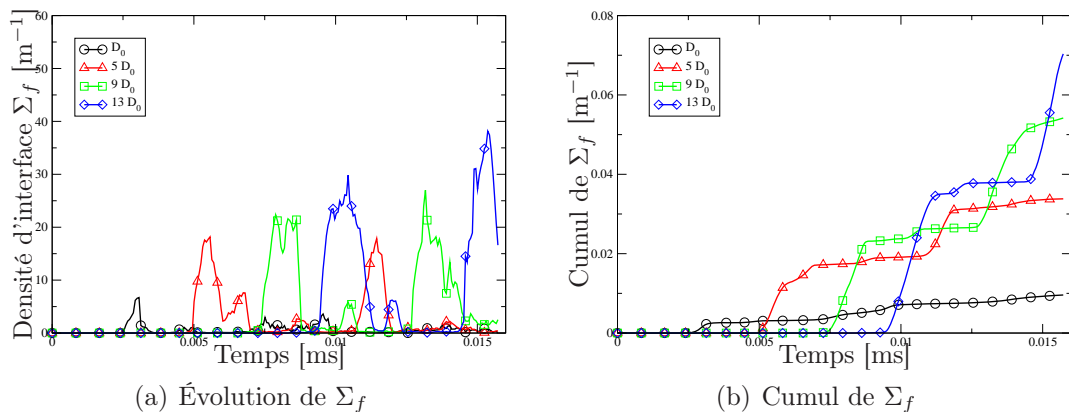 60
50
40
30
20
10
0
Densité d'interface Σ_f [m⁻¹]
D₀
5 D₀
9 D₀
13 D₀
0
0.005
0.01
0.015
Temps [ms]
(a) Évolution de Σ_f
0.08
0.06
0.04
0.02
0
Cumul de Σ_f [m⁻¹]
D₀
5 D₀
9 D₀
13 D₀
0
0.005
0.01
0.015
Temps [ms]
(b) Cumul de Σ_f